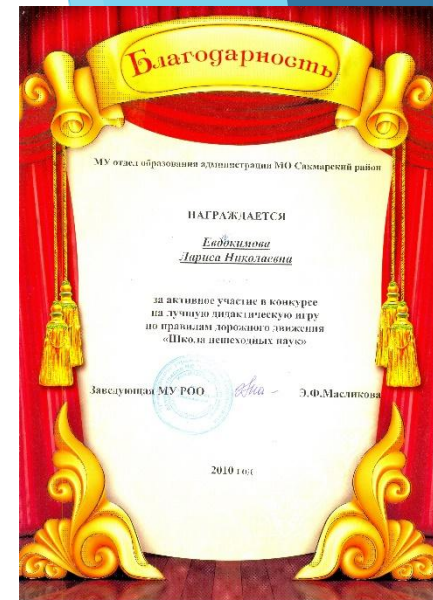 Благодарность
МУ отдел образования администрации МО Сакмарский район
НАГРАЖДАЕТСЯ
Евдокимова
Лариса Николаевна
за активное участие в конкурсе
на лучшую дидактическую игру
по правилам дорожного движения
«Школа пешеходных наук»
Заведующая МУ РОО Э.Ф.Масликова
2010 год